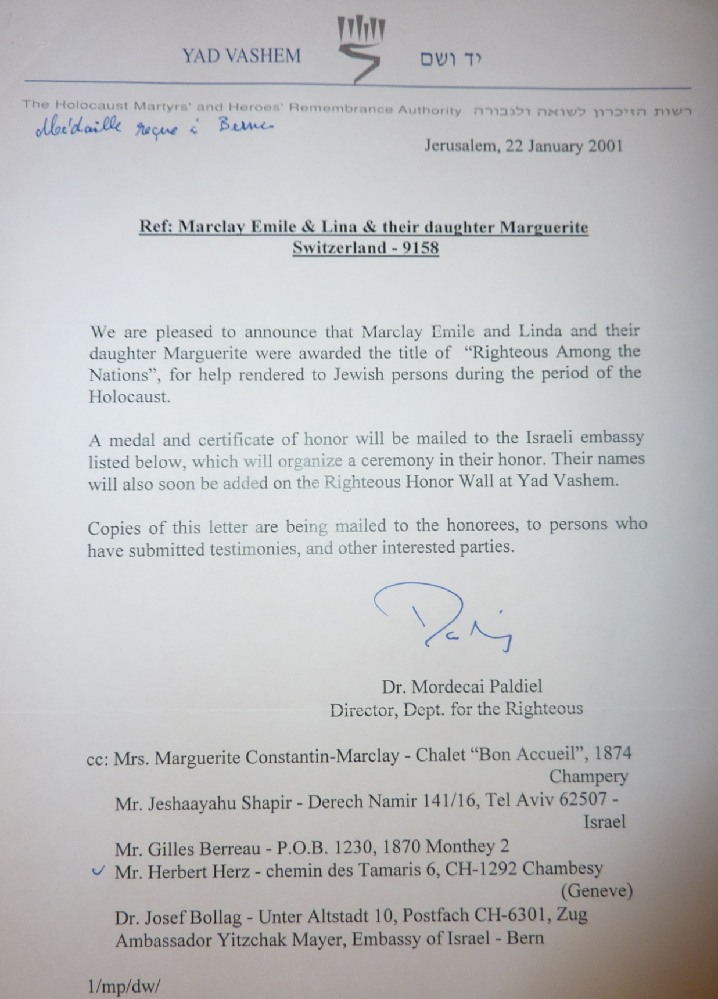 YAD VASHEM
יד ושם
The Holocaust Martyrs' and Heroes' Remembrance Authority רשות הזיכרון לשואה ולגבורה
Médaille reçue à Berne
Jerusalem, 22 January 2001
Ref: Marclay Emile & Lina & their daughter Marguerite
Switzerland - 9158
We are pleased to announce that Marclay Emile and Linda and their
daughter Marguerite were awarded the title of “Righteous Among the
Nations”, for help rendered to Jewish persons during the period of the
Holocaust.
A medal and certificate of honor will be mailed to the Israeli embassy
listed below, which will organize a ceremony in their honor. Their names
will also soon be added on the Righteous Honor Wall at Yad Vashem.
Copies of this letter are being mailed to the honorees, to persons who
have submitted testimonies, and other interested parties.
Dr. Mordecai Paldiel
Director, Dept. for the Righteous
cc: Mrs. Marguerite Constantin-Marclay - Chalet “Bon Accueil”, 1874
Champery
Mr. Jeshaayahu Shapir - Derech Namir 141/16, Tel Aviv 62507 -
Israel
Mr. Gilles Berreau - P.O.B. 1230, 1870 Monthey 2
Mr. Herbert Herz - chemin des Tamaris 6, CH-1292 Chambesy
(Geneve)
Dr. Josef Bollag - Unter Altstadt 10, Postfach CH-6301, Zug
Ambassador Yitzchak Mayer, Embassy of Israel - Bern
1/mp/dw/